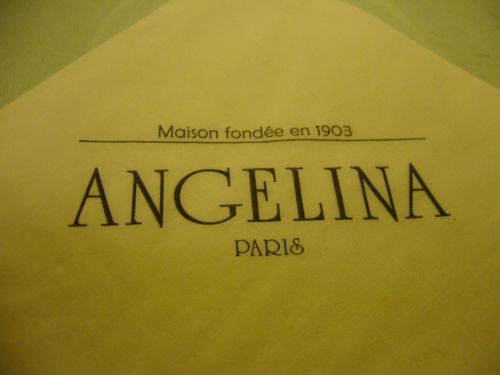 Maison fondée en 1903
ANGELINA
PARIS